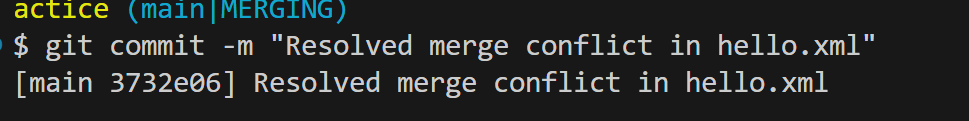 actice (main|MERGING)
$ git commit -m "Resolved merge conflict in hello.xml"
[main 3732e06] Resolved merge conflict in hello.xml